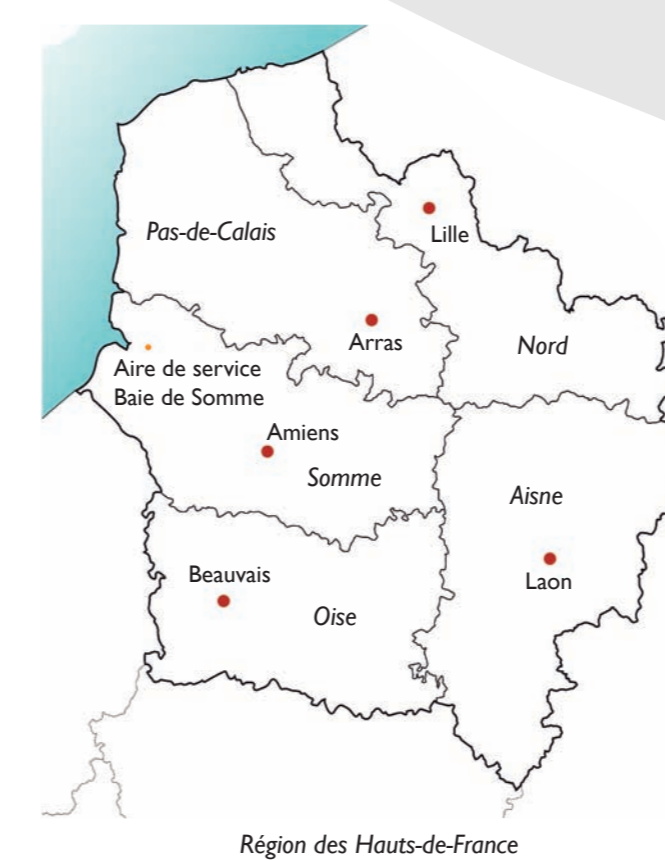 Lille
Pas-de-Calais
Arras
Nord
Aire de service
Baie de Somme
Amiens
Somme
Aisne
Beauvais
Laon
Oise
Région des Hauts-de-France